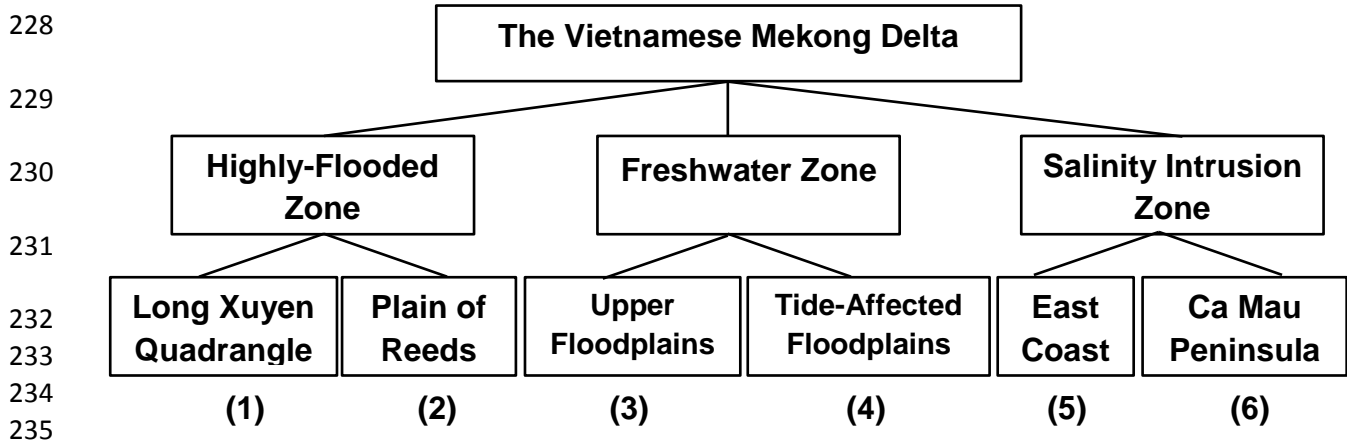 228
The Vietnamese Mekong Delta
229
230
Highly-Flooded
Zone
Freshwater Zone
Salinity Intrusion
Zone
231
Long Xuyen
Quadrangle
Plain of
Reeds
Upper
Floodplains
Tide-Affected
Floodplains
East
Coast
Ca Mau
Peninsula
232
233
234
(1)
(2)
(3)
(4)
(5)
(6)
235